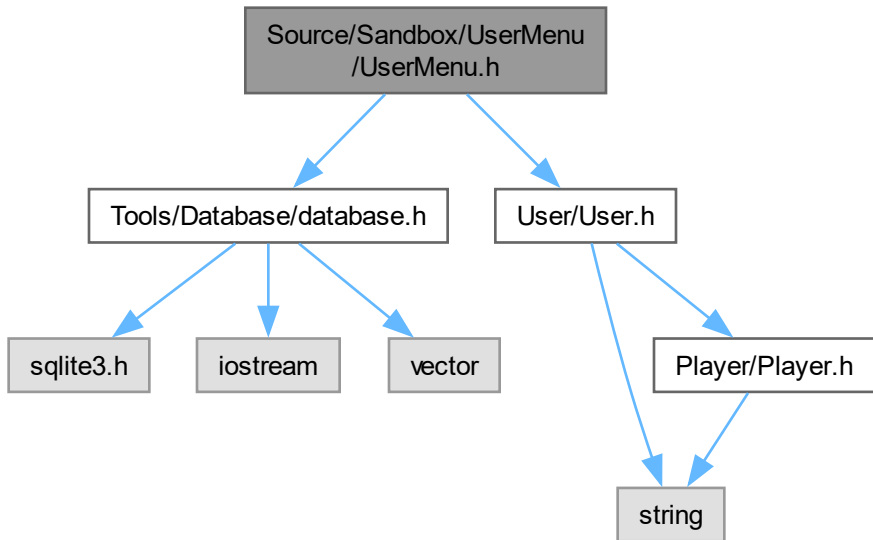 Source/Sandbox/UserMenu
/UserMenu.h
Tools/Database/database.h
User/User.h
sqlite3.h
iostream
vector
Player/Player.h
string